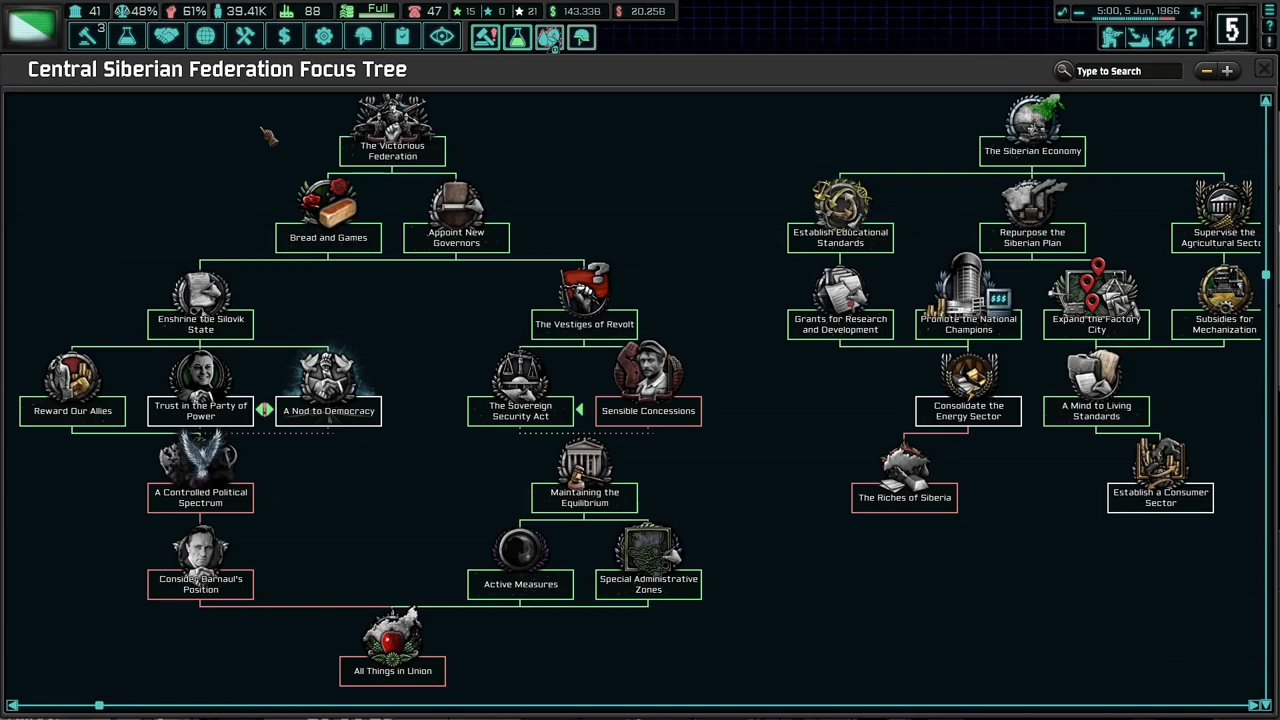 41 48% 61% 39.41K 88 Full 47 15 0 21 $ 143.33B $ 20.25B 5:00, 5 Jun, 1966
3
5
Central Siberian Federation Focus Tree
Type to Search
The Victorious
Federation
The Siberian Economy
Bread and Games
Appoint New
Governors
Establish Educational
Standards
Repurpose the
Siberian Plan
Supervise the
Agricultural Secto
Enshrine the Silovik
State
The Vestiges of Revolt
Grants for Research
and Development
Promote the National
Champions
Expand the Factory
City
Subsidies for
Mechanization
Reward Our Allies
Trust in the Party of
Power
A Nod to Democracy
The Sovereign
Security Act
Sensible Concessions
Consolidate the
Energy Sector
A Mind to Living
Standards
A Controlled Political
Spectrum
Maintaining the
Equilibrium
The Riches of Siberia
Establish a Consumer
Sector
Consider Barnaul's
Position
Active Measures
Special Administrative
Zones
All Things in Union